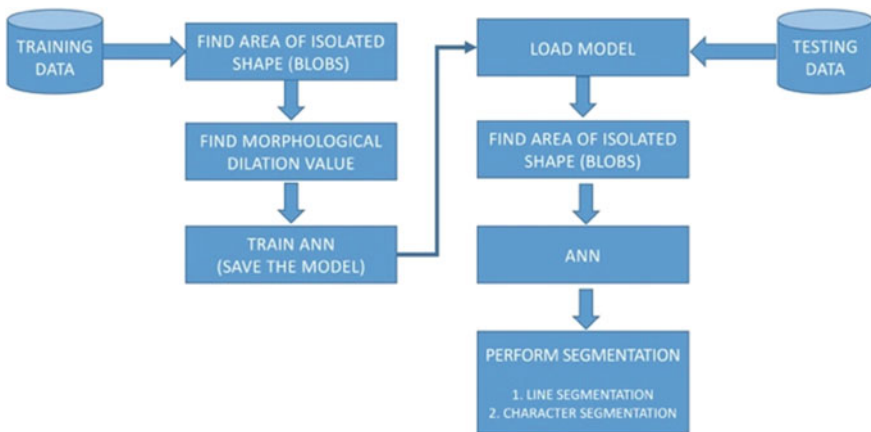 TRAINING
DATA
FIND AREA OF ISOLATED
SHAPE (BLOBS)
FIND MORPHOLOGICAL
DILATION VALUE
TRAIN ANN
(SAVE THE MODEL)
LOAD MODEL
TESTING
DATA
FIND AREA OF ISOLATED
SHAPE (BLOBS)
ANN
PERFORM SEGMENTATION
1. LINE SEGMENTATION
2. CHARACTER SEGMENTATION